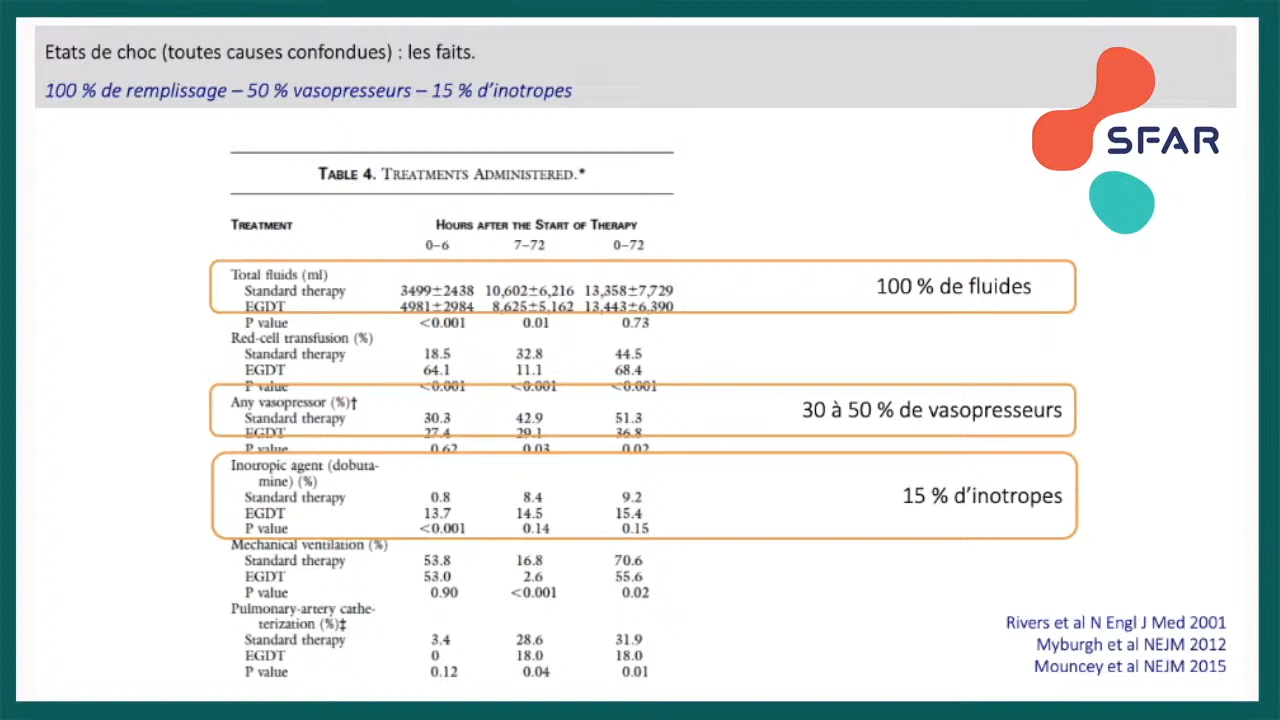 Etats de choc (toutes causes confondues) : les faits.
100 % de remplissage – 50 % vasopresseurs – 15 % d'inotropes
SFAR
TABLE 4. TREATMENTS ADMINISTERED.*
TREATMENT HOURS AFTER THE START OF THERAPY
0–6 7–72 0–72
Total fluids (ml)
Standard therapy 3499±2438 10,602±6,216 13,358±7,729
EGDT 4981±2984 8,625±5,162 13,443±6,390
P value <0.001 0.01 0.73
100 % de fluides
Red-cell transfusion (%)
Standard therapy 18.5 32.8 44.5
EGDT 64.1 11.1 68.4
P value <0.001 <0.001 <0.001
Any vasopressor (%)†
Standard therapy 30.3 42.9 51.3
EGDT 27.4 29.1 36.8
P value 0.62 0.03 0.02
30 à 50 % de vasopresseurs
Inotropic agent (dobuta-
mine) (%)
Standard therapy 0.8 8.4 9.2
EGDT 13.7 14.5 15.4
P value <0.001 0.14 0.15
15 % d'inotropes
Mechanical ventilation (%)
Standard therapy 53.8 16.8 70.6
EGDT 53.0 2.6 55.6
P value 0.90 <0.001 0.02
Pulmonary-artery cathe-
terization (%)‡
Standard therapy 3.4 28.6 31.9
EGDT 0 18.0 18.0
P value 0.12 0.04 0.01
Rivers et al N Engl J Med 2001
Myburgh et al NEJM 2012
Mouncey et al NEJM 2015